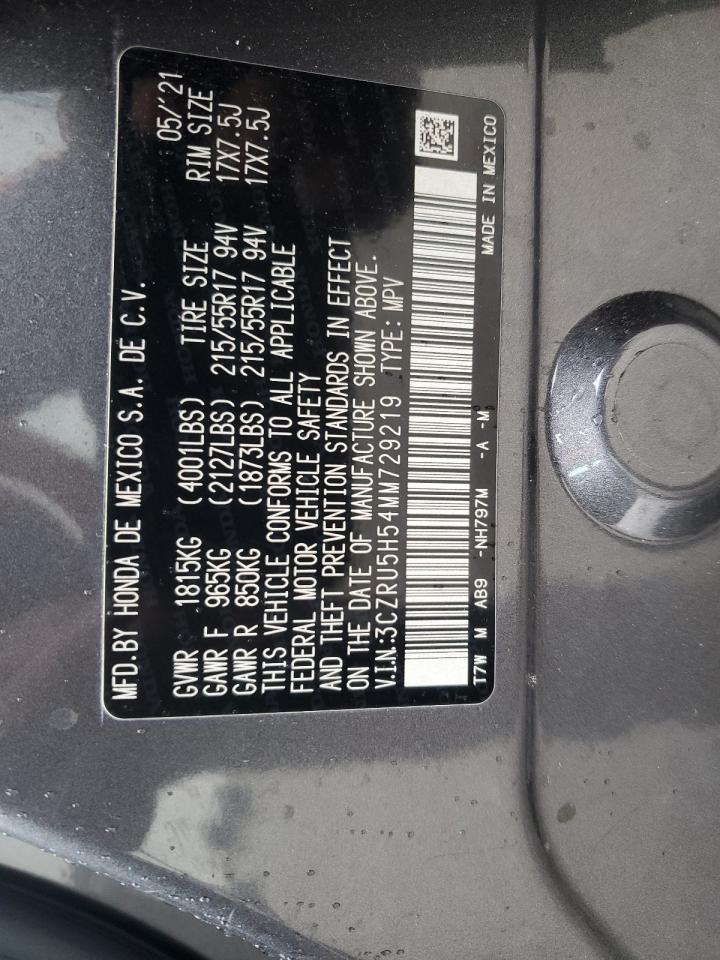 MFD.BY HONDA DE MEXICO S.A. DE C.V. 05/'21
GVWR 1815KG (4001LBS) TIRE SIZE RIM SIZE
GAWR F 965KG (2127LBS) 215/55R17 94V 17X7.5J
GAWR R 850KG (1873LBS) 215/55R17 94V 17X7.5J
THIS VEHICLE CONFORMS TO ALL APPLICABLE
FEDERAL MOTOR VEHICLE SAFETY
AND THEFT PREVENTION STANDARDS IN EFFECT
ON THE DATE OF MANUFACTURE SHOWN ABOVE.
V.I.N.:3CZRU5H54MM729219 TYPE: MPV
T7W M AB9 -NH797M -A -M MADE IN MEXICO